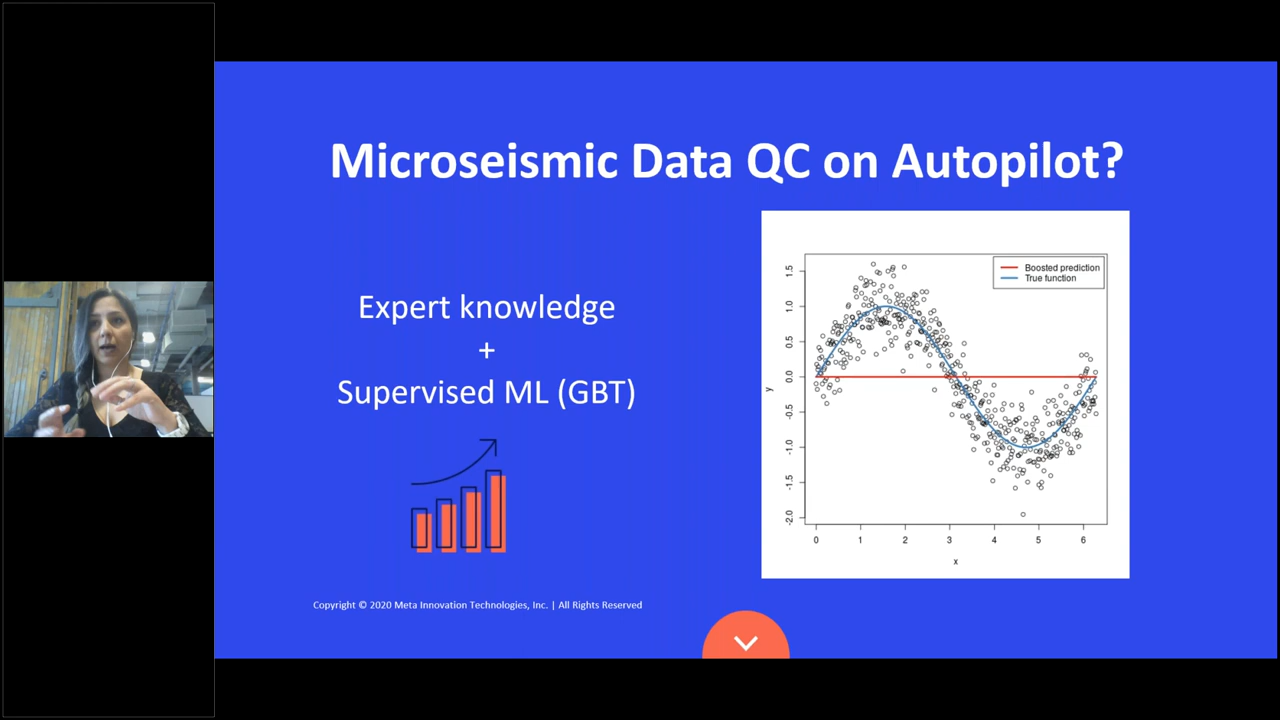 Microseismic Data QC on Autopilot?
Expert knowledge
+
Supervised ML (GBT)
Copyright © 2020 Meta Innovation Technologies, Inc. | All Rights Reserved
Boosted prediction
True function
1.5
1.0
0.5
0.0
-0.5
-1.0
-1.5
-2.0
y
0 1 2 3 4 5 6
x